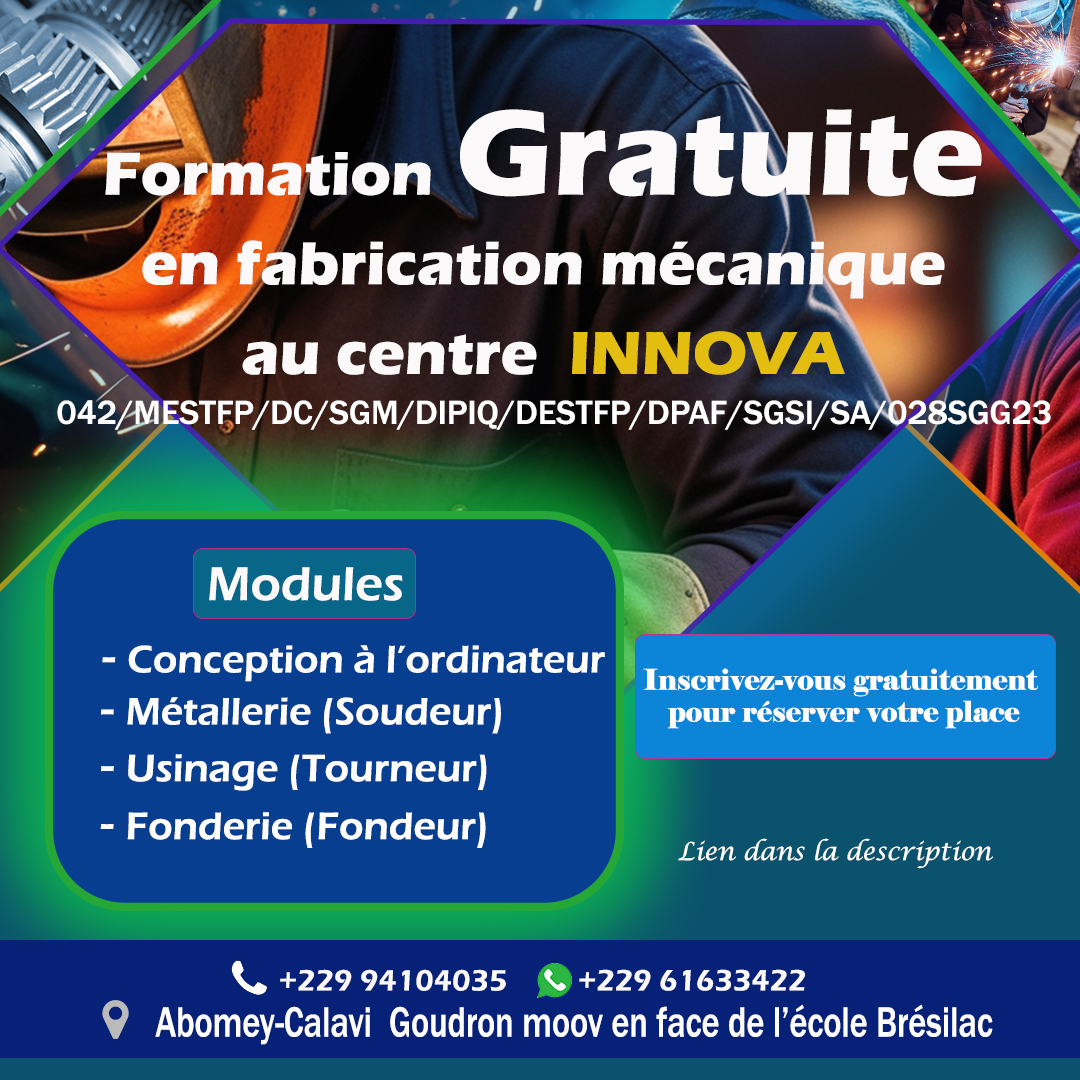 Formation Gratuite
en fabrication mécanique
au centre INNOVA
042/MESTFP/DC/SGM/DIPIQ/DESTFP/DPAF/SGSI/SA/028SGG23
Modules
- Conception à l'ordinateur
- Métallerie (Soudeur)
- Usinage (Tourneur)
- Fonderie (Fondeur)
Inscrivez-vous gratuitement
pour réserver votre place
Lien dans la description
+229 94104035 +229 61633422
Abomey-Calavi Goudron moov en face de l'école Brésilac